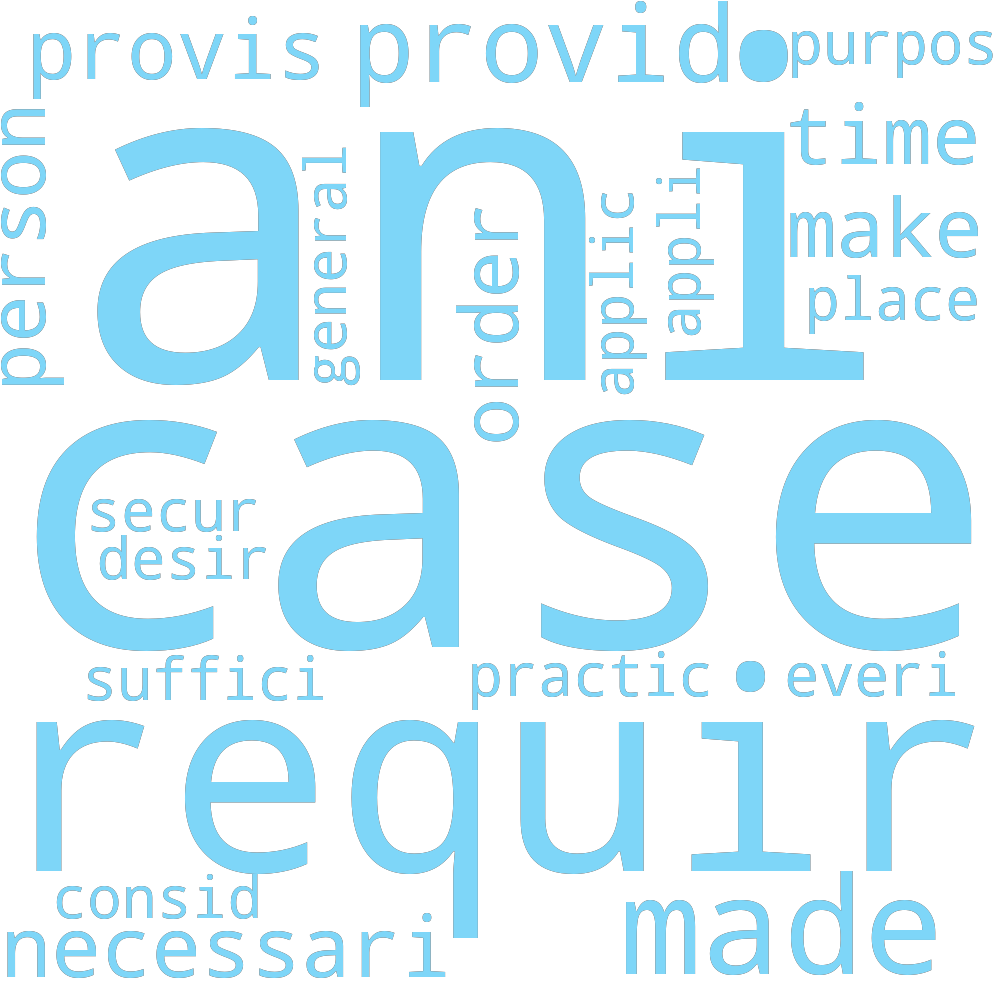 provis
provid
purpos
person
ani
time
general
order
applic
appli
make
place
case
secur
desir
suffici
practic
everi
requir
consid
necessari
made